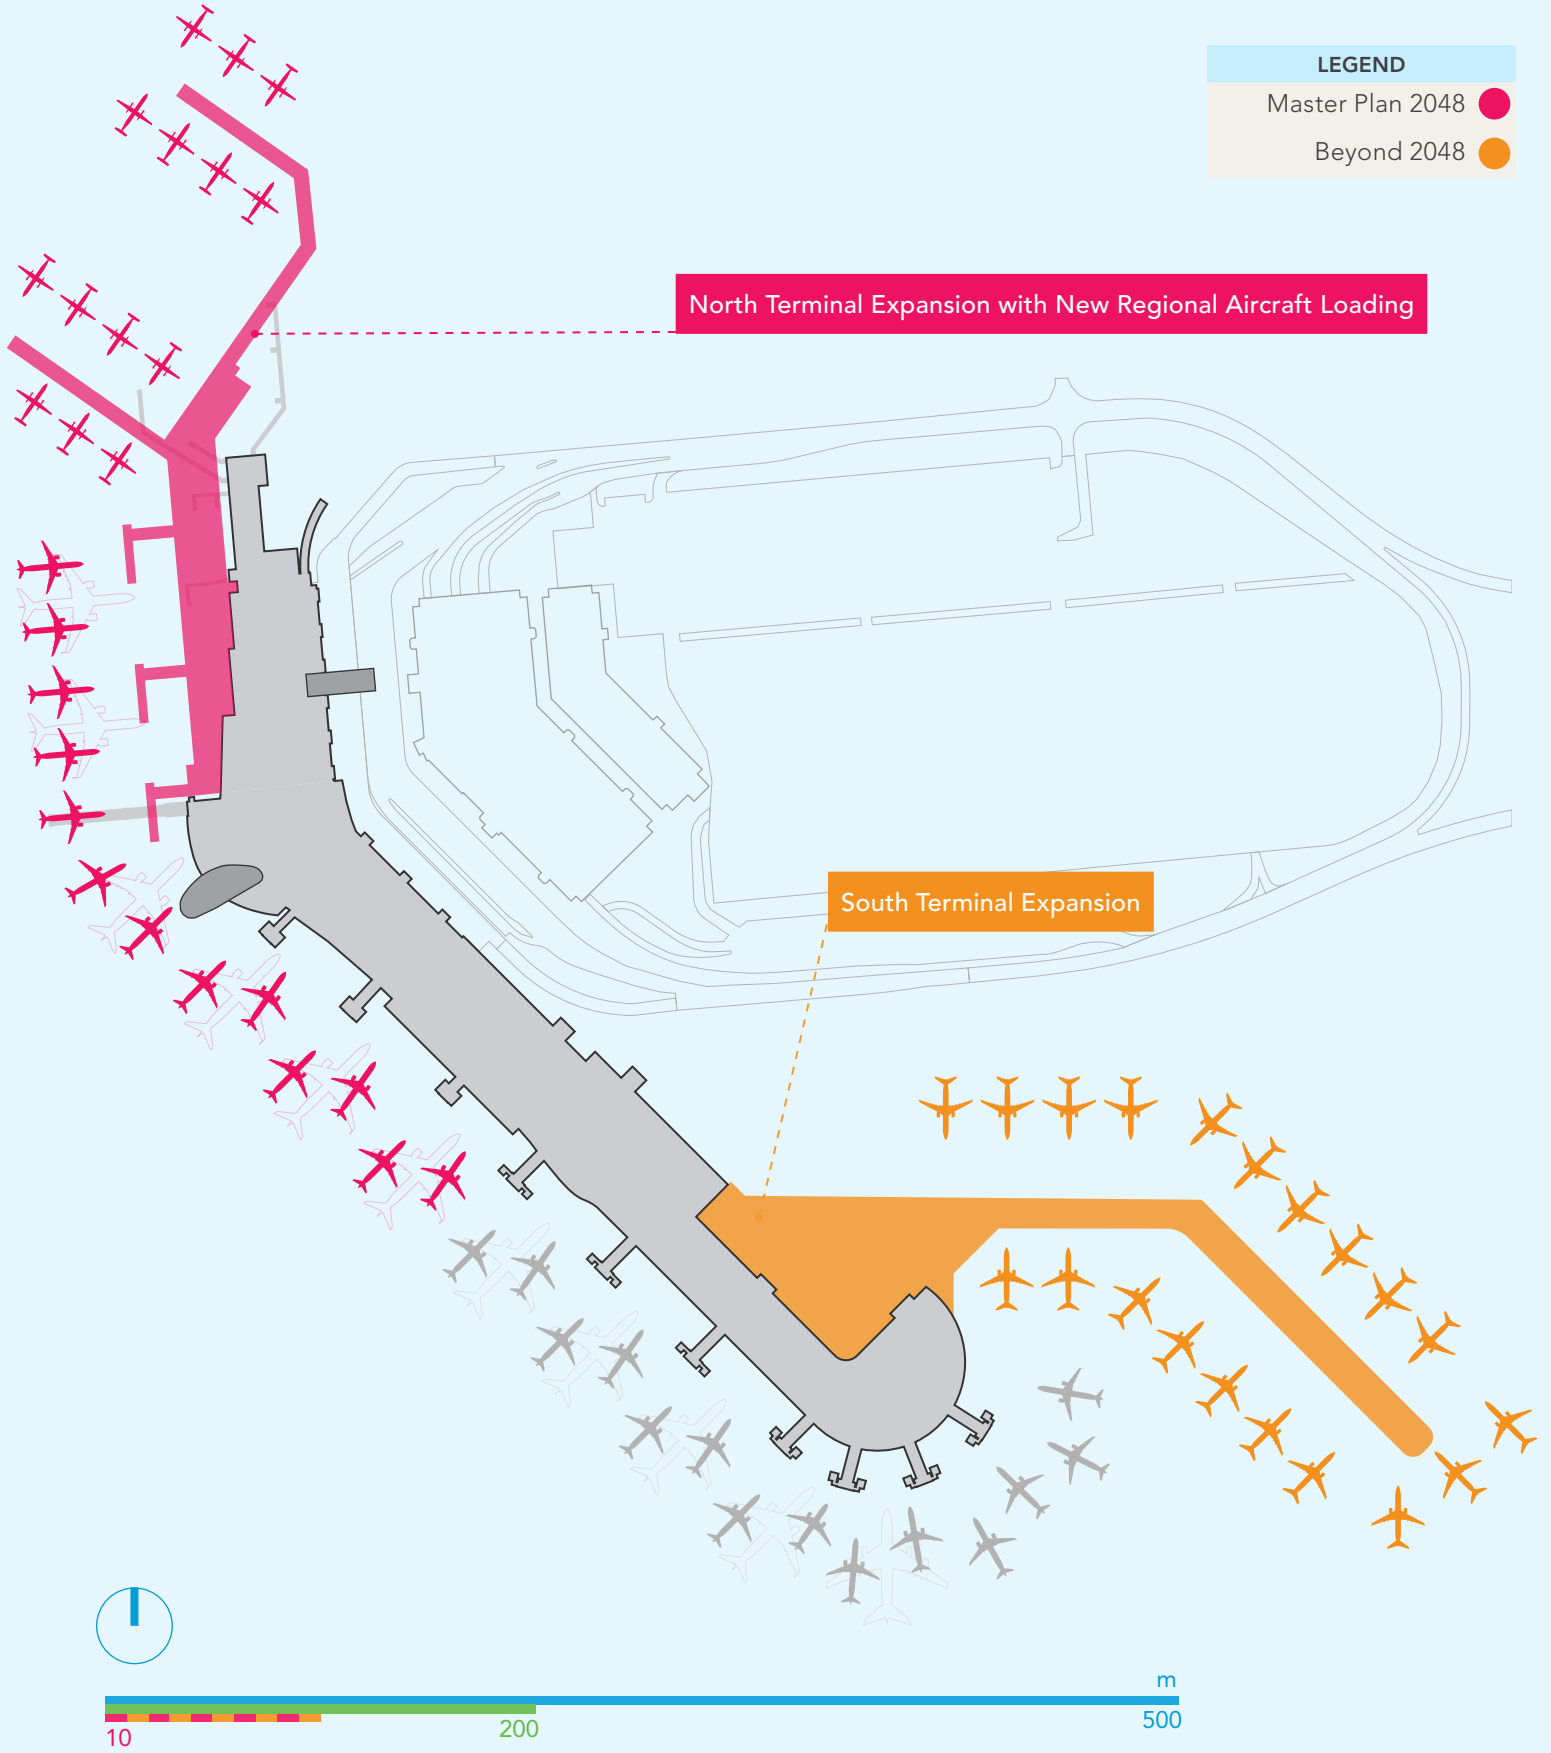 LEGEND
Master Plan 2048
Beyond 2048
North Terminal Expansion with New Regional Aircraft Loading
South Terminal Expansion
m
10
200
500